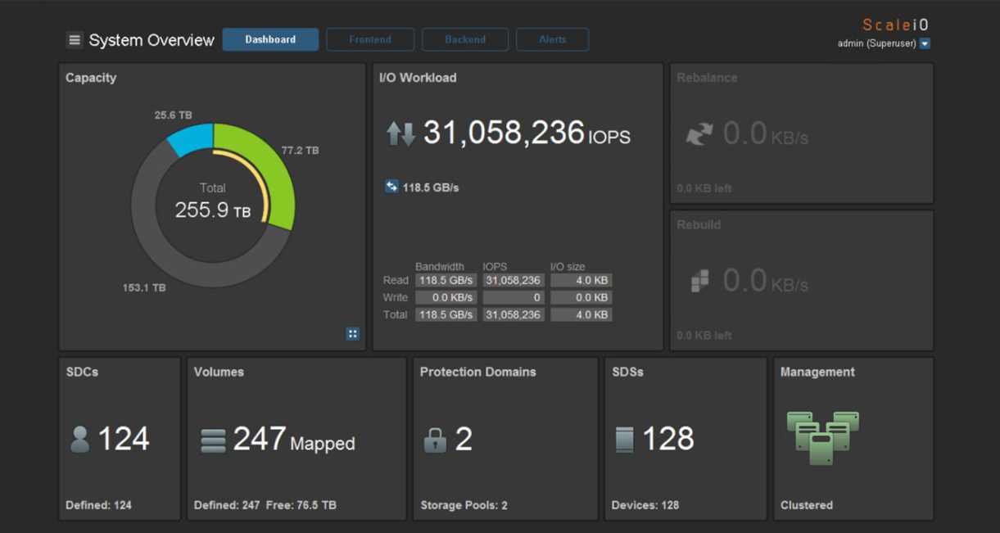 ScaleiO
System Overview Dashboard Frontend Backend Alerts
admin (Superuser)
Capacity
25.6 TB
77.2 TB
Total
255.9 TB
153.1 TB
I/O Workload
31,058,236 IOPS
118.5 GB/s
Bandwidth IOPS I/O size
Read 118.5 GB/s 31,058,236 4.0 KB
Write 0.0 KB/s 0 0.0 KB
Total 118.5 GB/s 31,058,236 4.0 KB
Rebalance
0.0 KB/s
0.0 KB left
Rebuild
0.0 KB/s
0.0 KB left
SDCs
124
Defined: 124
Volumes
247 Mapped
Defined: 247 Free: 76.5 TB
Protection Domains
2
Storage Pools: 2
SDSs
128
Devices: 128
Management
Clustered